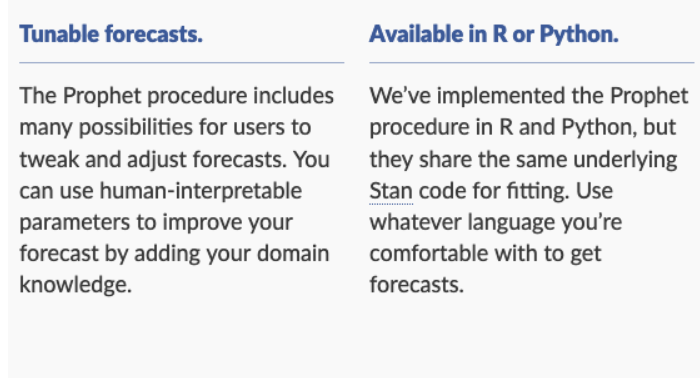 Tunable forecasts.
The Prophet procedure includes
many possibilities for users to
tweak and adjust forecasts. You
can use human-interpretable
parameters to improve your
forecast by adding your domain
knowledge.
Available in R or Python.
We've implemented the Prophet
procedure in R and Python, but
they share the same underlying
Stan code for fitting. Use
whatever language you're
comfortable with to get
forecasts.